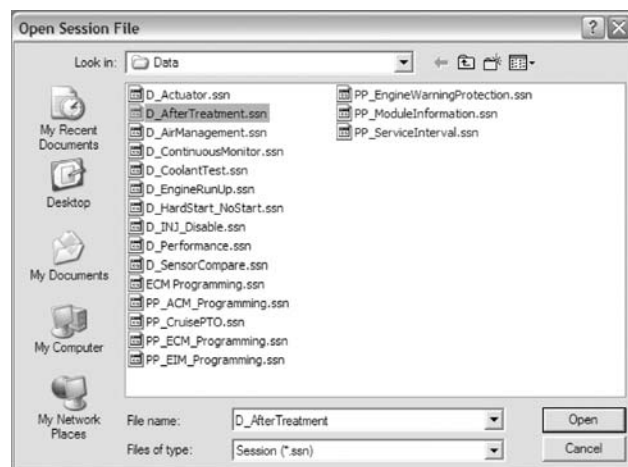 Open Session File
Look in: Data
My Recent Documents
Desktop
My Documents
My Computer
My Network Places
D_Actuator.ssn
D_AfterTreatment.ssn
D_AirManagement.ssn
D_ContinuousMonitor.ssn
D_CoolantTest.ssn
D_EngineRunUp.ssn
D_HardStart_NoStart.ssn
D_INJ_Disable.ssn
D_Performance.ssn
D_SensorCompare.ssn
ECM Programming.ssn
PP_ACM_Programming.ssn
PP_CruisePTO.ssn
PP_ECM_Programming.ssn
PP_EIM_Programming.ssn
PP_EngineWarningProtection.ssn
PP_ModuleInformation.ssn
PP_ServiceInterval.ssn
File name: D_AfterTreatment Open
Files of type: Session (*.ssn) Cancel